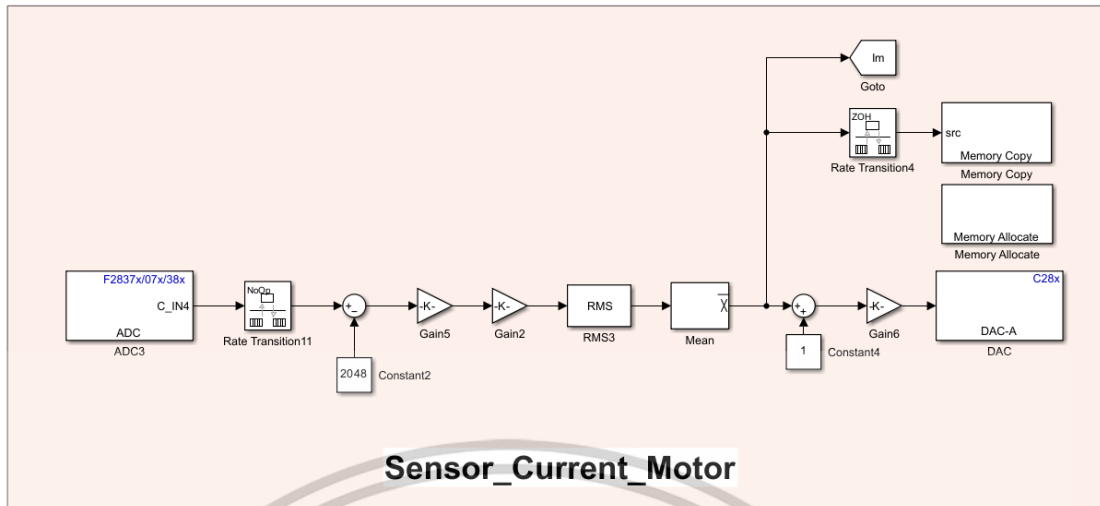 Im
Goto
ZOH
Rate Transition4
src
Memory Copy
Memory Copy
Memory Allocate
Memory Allocate
F2837x/07x/38x
C_IN4
ADC
ADC3
NoOp
Rate Transition11
+
−
2048
Constant2
-K-
Gain5
-K-
Gain2
RMS
RMS3
Mean
+
+
1
Constant4
-K-
Gain6
C28x
DAC-A
DAC
Sensor_Current_Motor